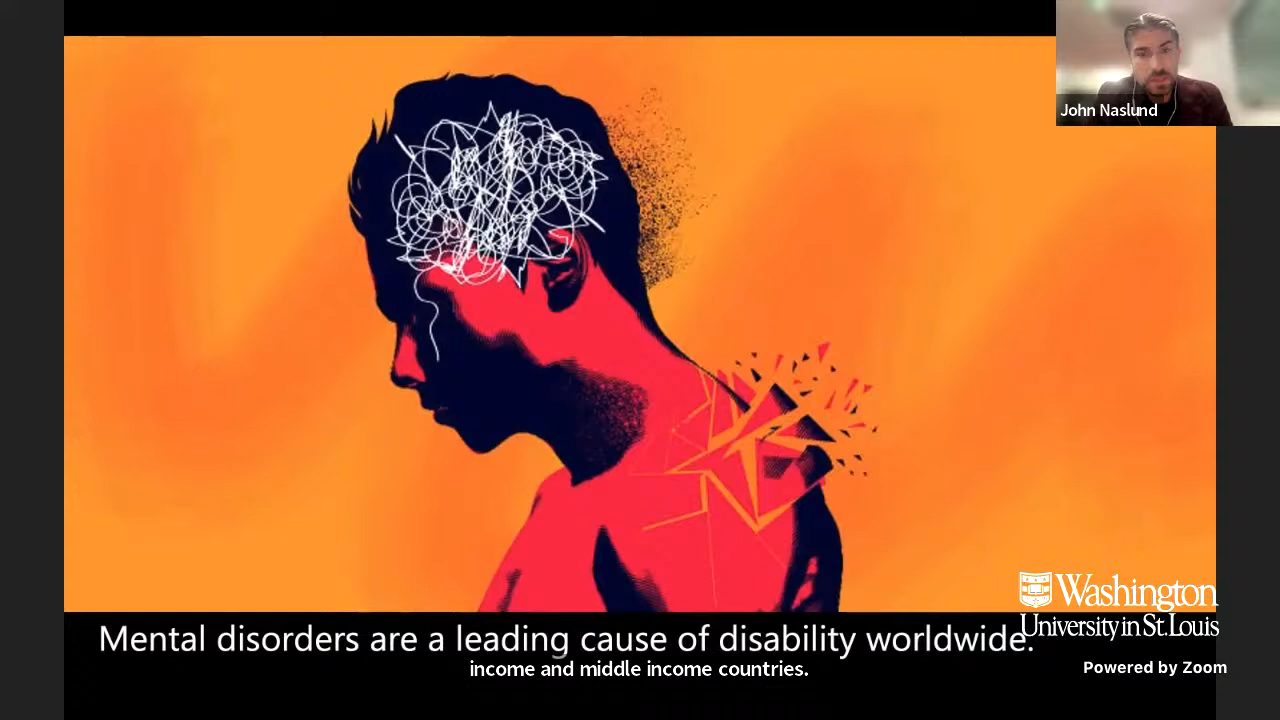 John Naslund
Washington
University in St. Louis
Mental disorders are a leading cause of disability worldwide.
income and middle income countries.
Powered by Zoom